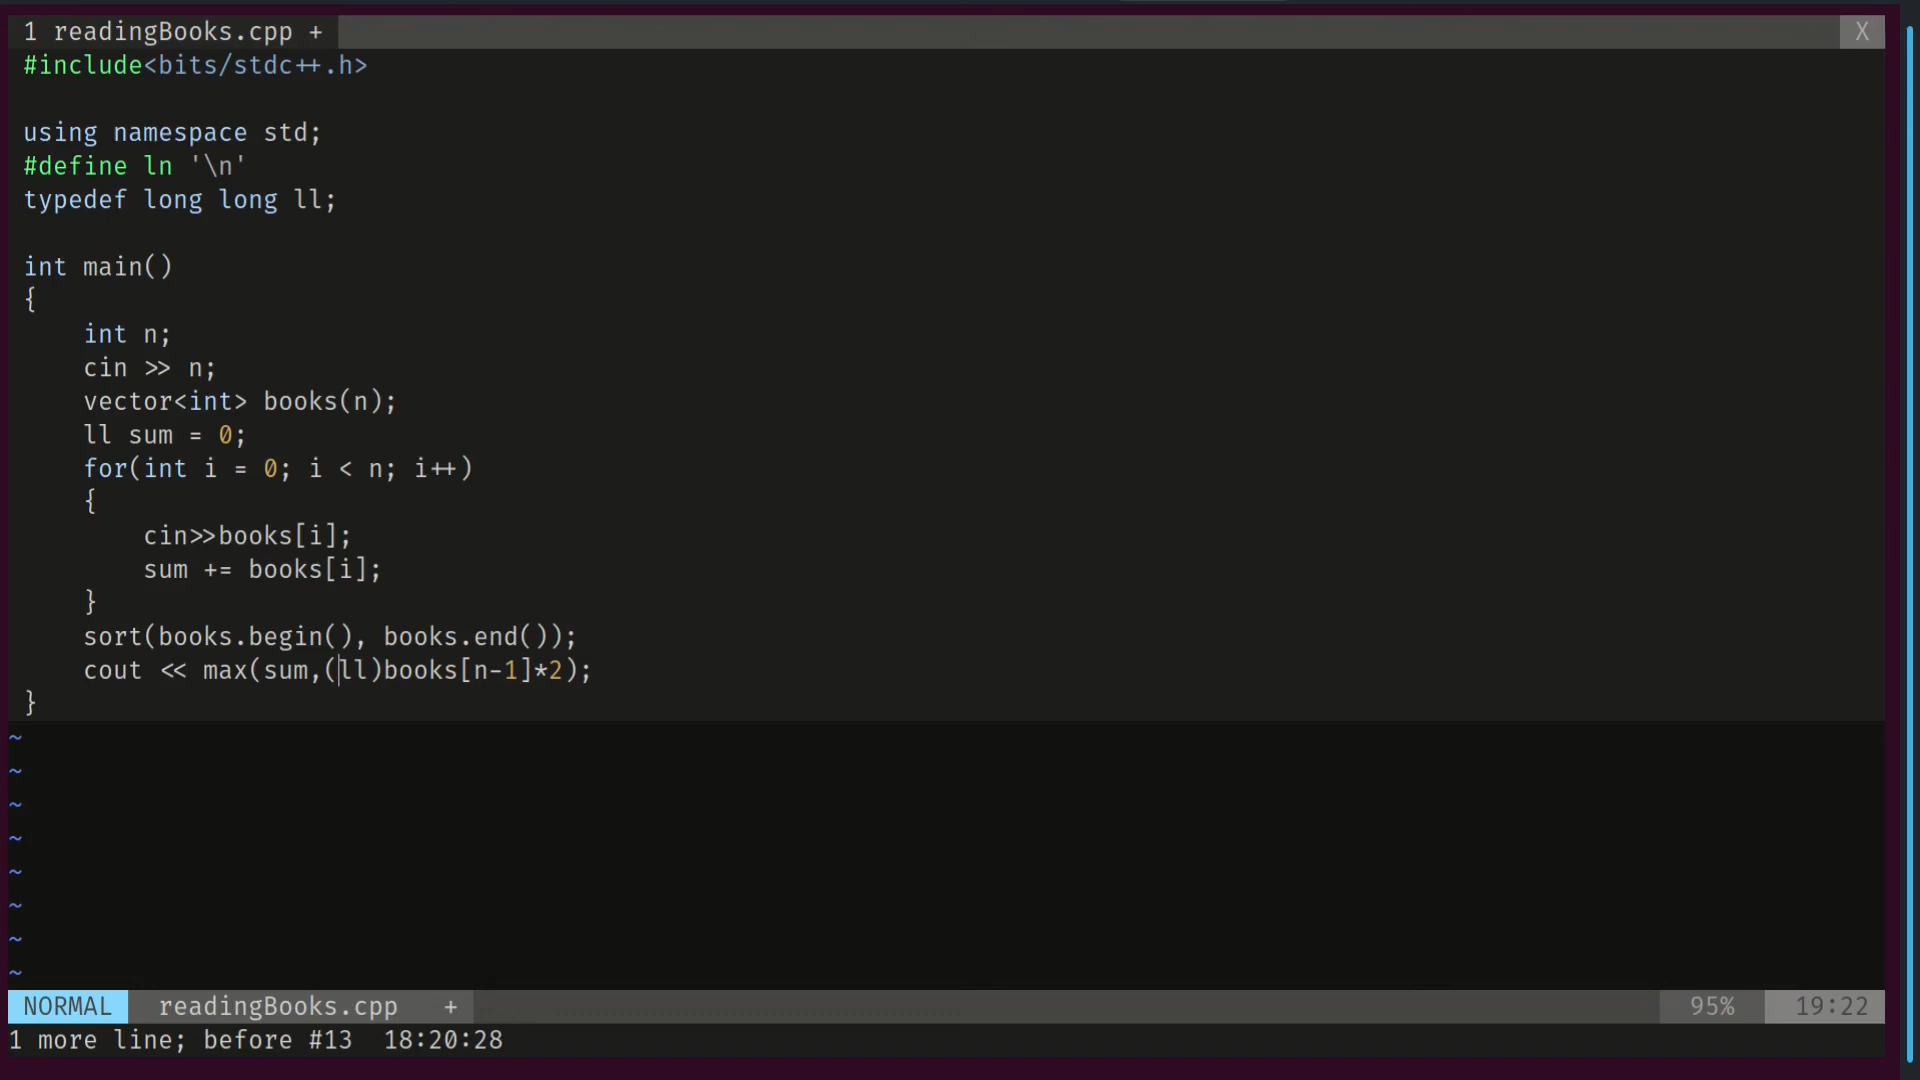 1 readingBooks.cpp + X
#include<bits/stdc++.h>
using namespace std;
#define ln '\n'
typedef long long ll;
int main()
{
    int n;
    cin >> n;
    vector<int> books(n);
    ll sum = 0;
    for(int i = 0; i < n; i++)
    {
        cin>>books[i];
        sum += books[i];
    }
    sort(books.begin(), books.end());
    cout << max(sum,(ll)books[n-1]*2);
}
~
~
~
~
~
~
~
~
NORMAL readingBooks.cpp + 95% 19:22
1 more line; before #13 18:20:28